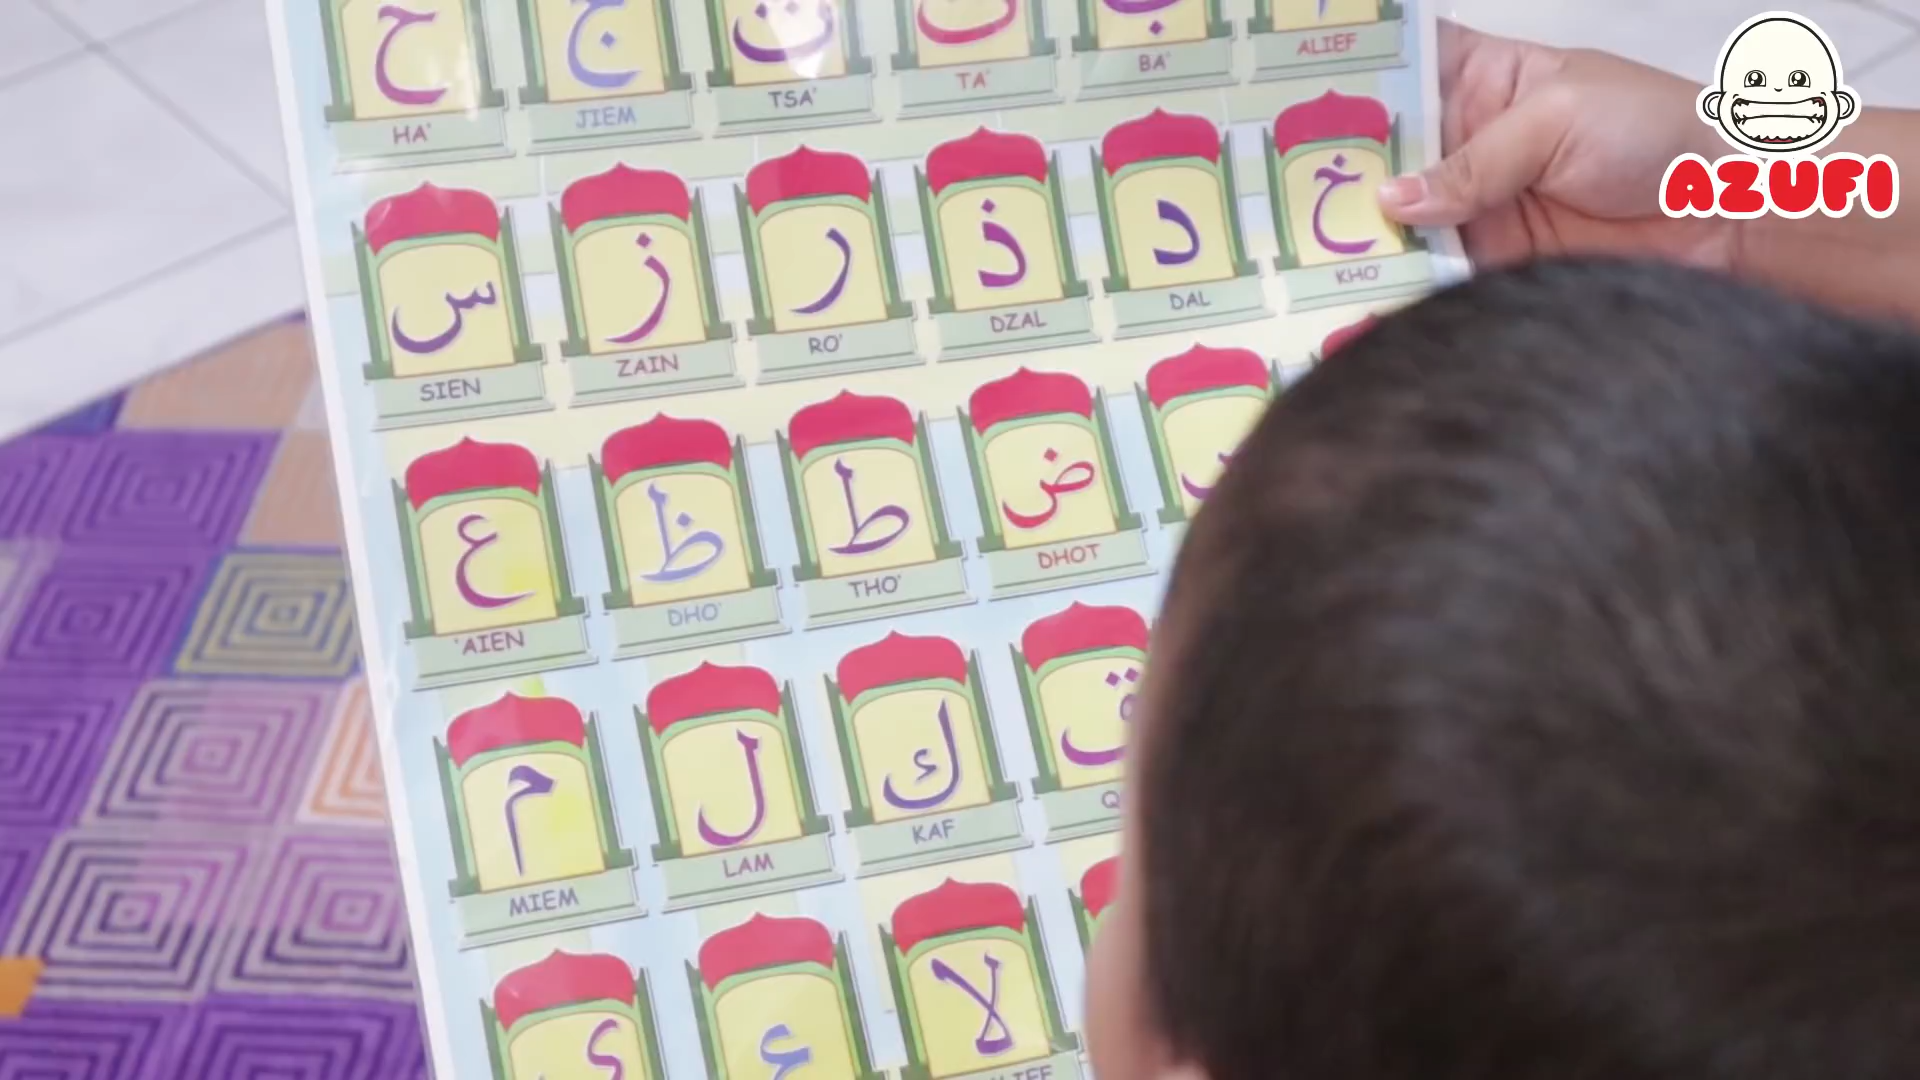 ح ج ث ت ب ا
HA' JIEM TSA' TA' BA' ALIEF
س ز ر ذ د خ
SIEN ZAIN RO' DZAL DAL KHO'
ع ظ ط ض
'AIEN DHO' THO' DHOT
م ل ك ق
MIEM LAM KAF
ي ء لا
AZUFI